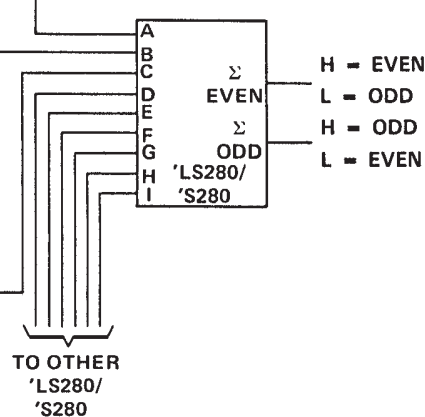 A
B
C
D
E
F
G
H
I
Σ
EVEN
Σ
ODD
'LS280/
'S280
H = EVEN
L = ODD
H = ODD
L = EVEN
TO OTHER
'LS280/
'S280